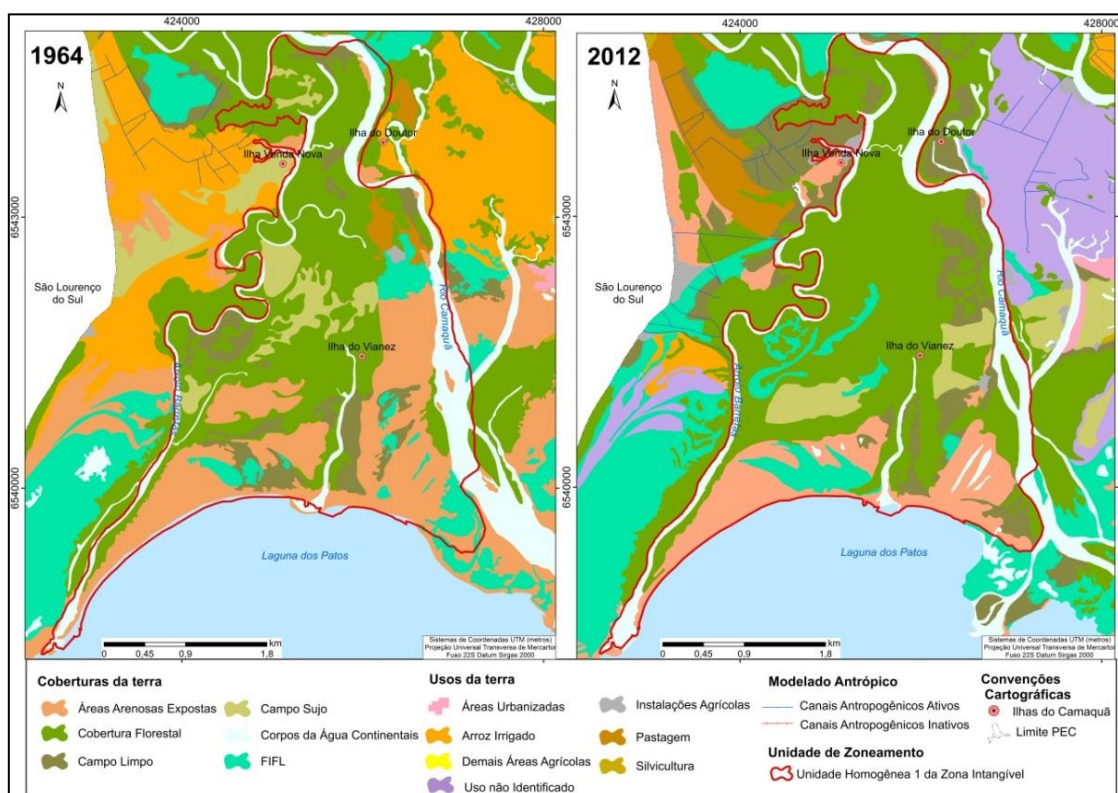 424000
428000
424000
428000
1964
N
Ilha do Doutor
Ilha Venda Nova
6543000
São Lourenço
do Sul
Rio Camaquã
Ilha do Vianez
Arroio Barretas
6540000
Laguna dos Patos
km
0 0,45 0,9 1,8
Sistemas de Coordenadas UTM (metros)
Projeção Universal Transversa de Mercartor
Fuso 22S Datum Sirgas 2000
2012
N
Ilha do Doutor
Ilha Venda Nova
6543000
São Lourenço
do Sul
Rio Camaquã
Ilha do Vianez
Arroio Barretas
6540000
Laguna dos Patos
km
0 0,45 0,9 1,8
Sistemas de Coordenadas UTM (metros)
Projeção Universal Transversa de Mercartor
Fuso 22S Datum Sirgas 2000
Coberturas da terra
Áreas Arenosas Expostas
Cobertura Florestal
Campo Limpo
Campo Sujo
Corpos da Água Continentais
FIFL
Usos da terra
Áreas Urbanizadas
Arroz Irrigado
Demais Áreas Agrícolas
Uso não Identificado
Instalações Agrícolas
Pastagem
Silvicultura
Modelado Antrópico
Canais Antropogênicos Ativos
Canais Antropogênicos Inativos
Unidade de Zoneamento
Unidade Homogênea 1 da Zona Intangível
Convenções
Cartográficas
Ilhas do Camaquã
Limite PEC